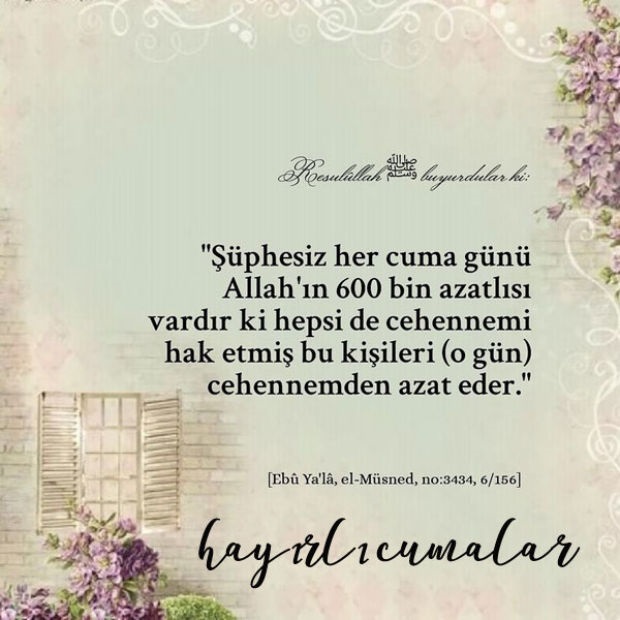 Resulüllah ﷺ buyurdular ki:
"Şüphesiz her cuma günü
Allah'ın 600 bin azatlısı
vardır ki hepsi de cehennemi
hak etmiş bu kişileri (o gün)
cehennemden azat eder."
[Ebû Ya'lâ, el-Müsned, no:3434, 6/156]
hayırlı cumalar